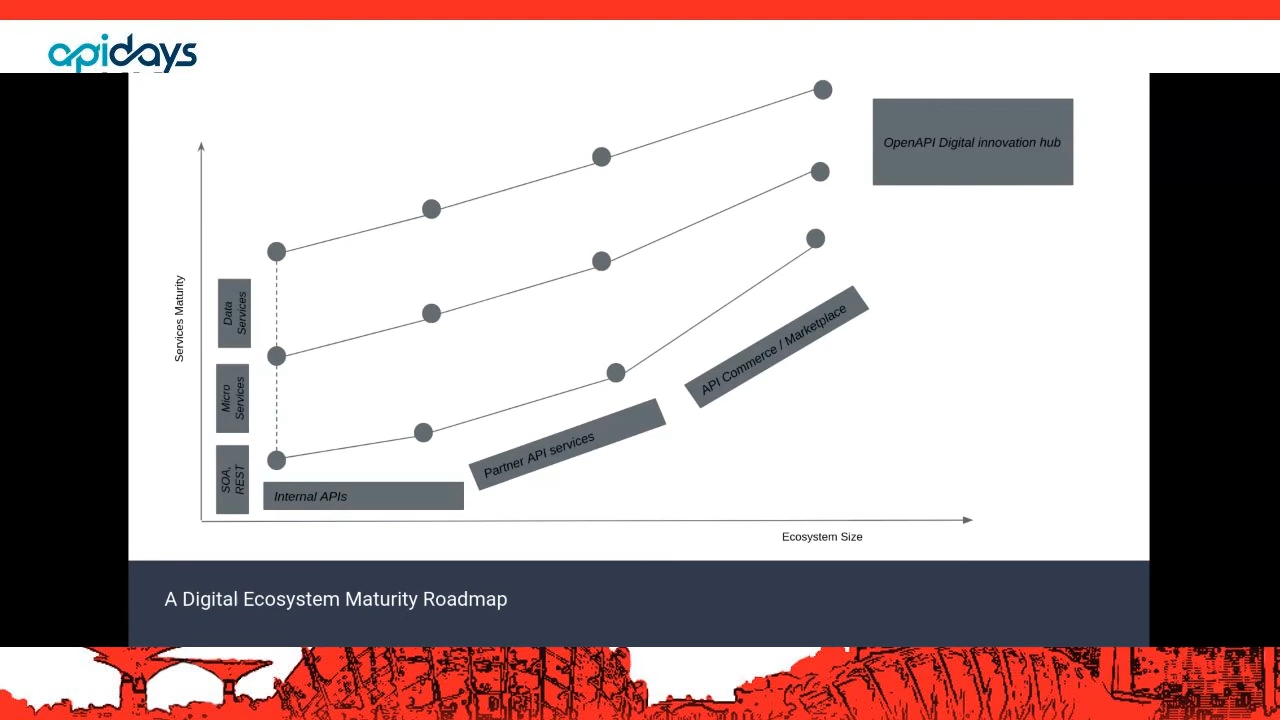 apidays
OpenAPI Digital innovation hub
Services Maturity
Data
Services
Micro
Services
SOA,
REST
API Commerce / Marketplace
Partner API services
Internal APIs
Ecosystem Size
A Digital Ecosystem Maturity Roadmap